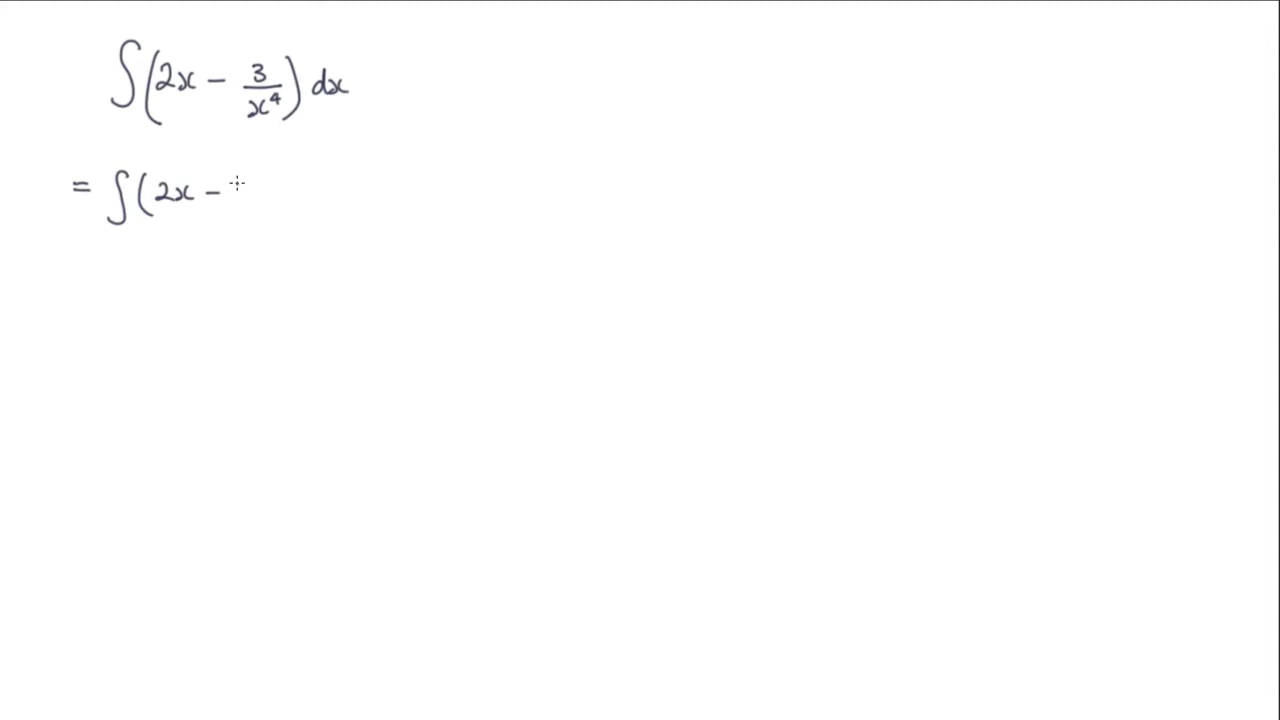 ∫(2x − 3/x⁴) dx
= ∫(2x −